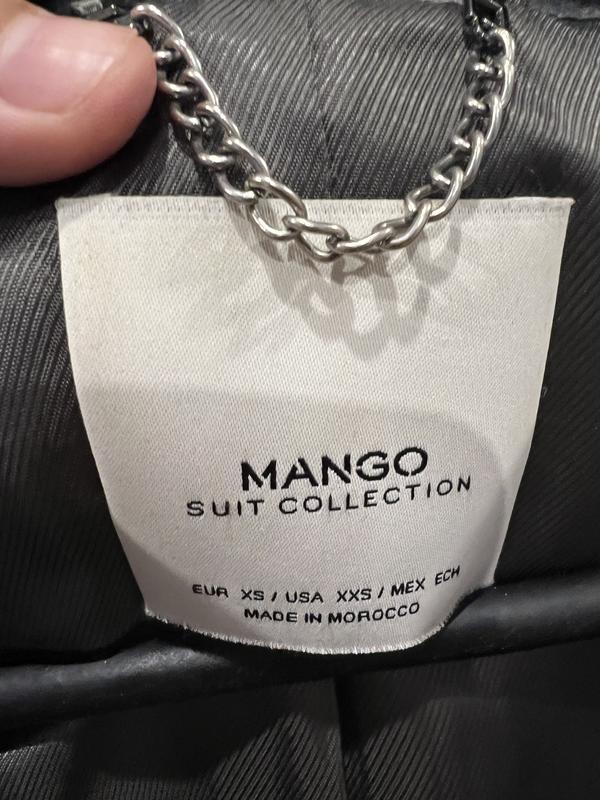 MANGO
SUIT COLLECTION
EUR XS / USA XXS / MEX ECH
MADE IN MOROCCO